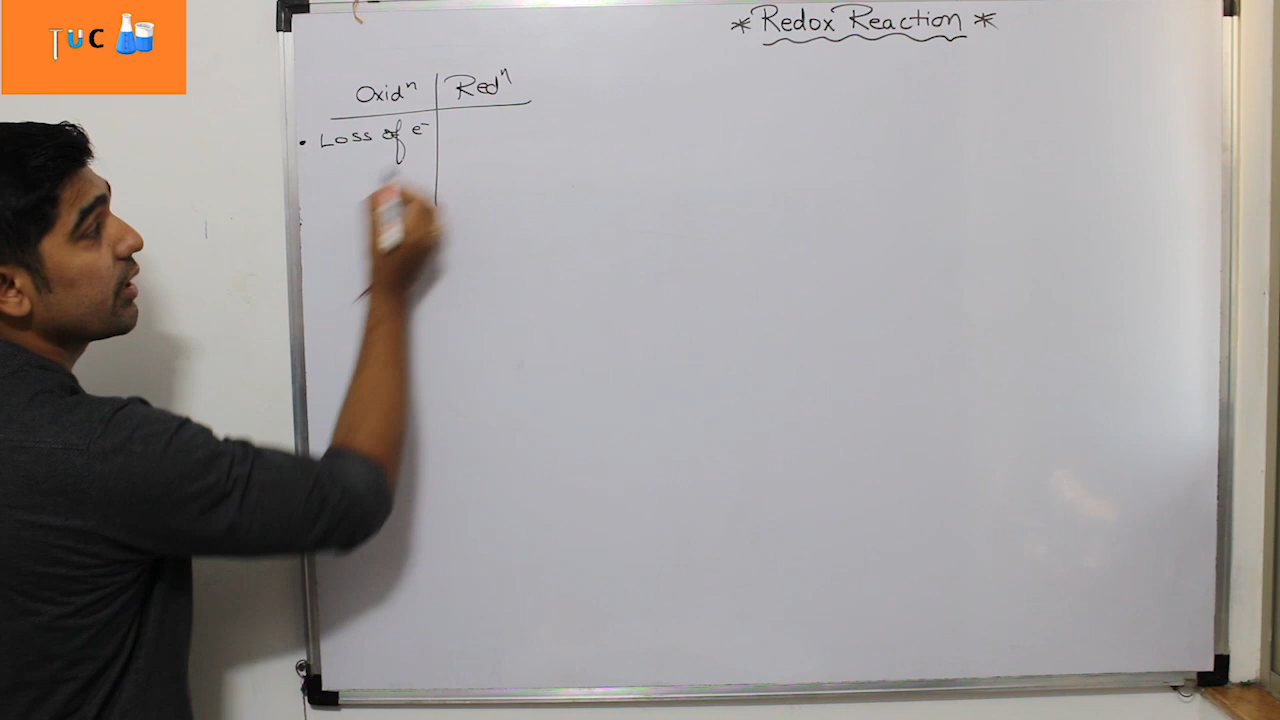 TUC
* Redox Reaction *
Oxidⁿ Redⁿ
• Loss of e⁻